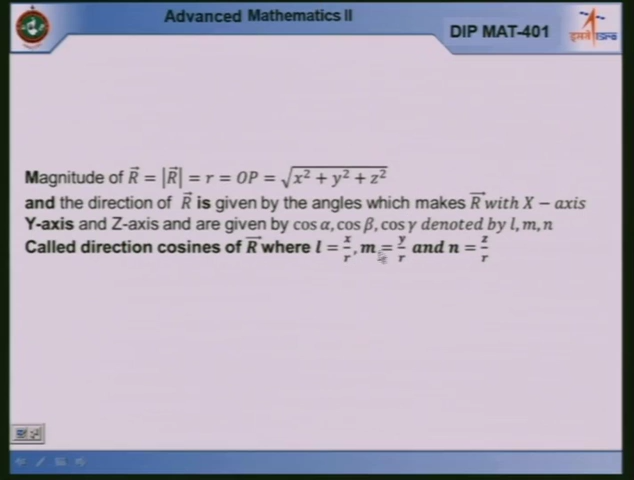 Advanced Mathematics II
DIP MAT-401
इसरो isro
Magnitude of R⃗ = |R⃗| = r = OP = √(x² + y² + z²)
and the direction of R⃗ is given by the angles which makes R⃗ with X – axis
Y-axis and Z-axis and are given by cos α, cos β, cos γ denoted by l, m, n
Called direction cosines of R⃗ where l = x/r, m = y/r and n = z/r